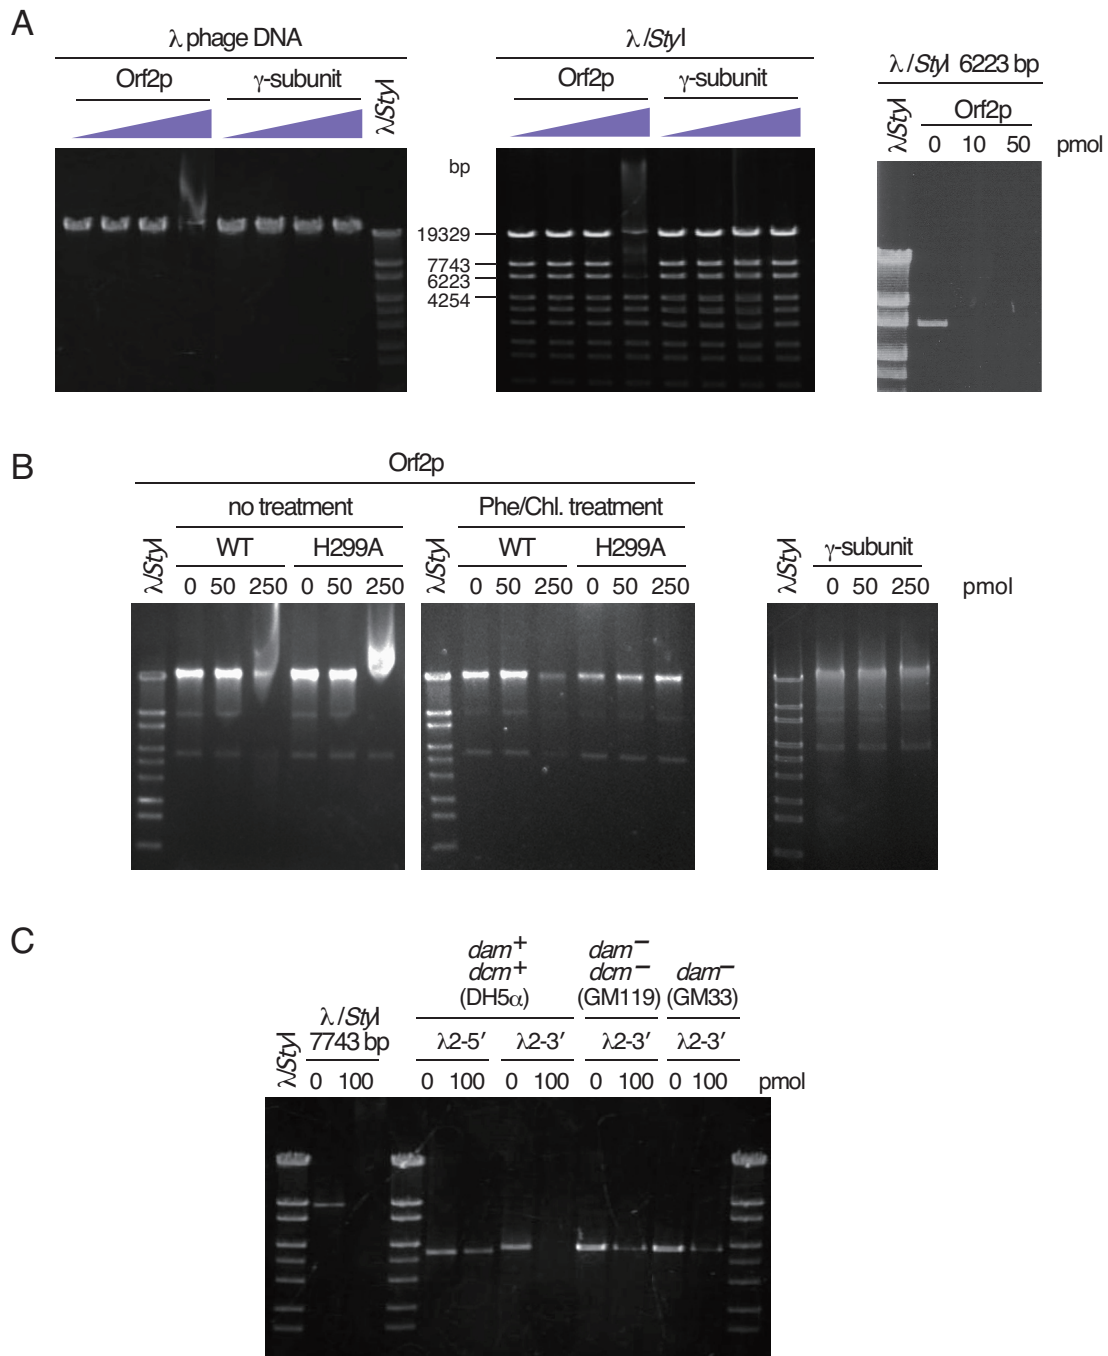 A
λ phage DNA
Orf2p γ-subunit λ/StyI
λ/StyI
Orf2p γ-subunit
λ/StyI 6223 bp
λ/StyI Orf2p
0 10 50 pmol
bp
19329
7743
6223
4254
B
Orf2p
no treatment Phe/Chl. treatment
λ/StyI WT H299A λ/StyI WT H299A λ/StyI γ-subunit
0 50 250 0 50 250 0 50 250 0 50 250 0 50 250 pmol
C
dam+ dam−
dcm+ dcm− dam−
(DH5α) (GM119) (GM33)
λ/StyI λ/StyI
7743 bp λ2-5′ λ2-3′ λ2-3′ λ2-3′
0 100 0 100 0 100 0 100 0 100 pmol